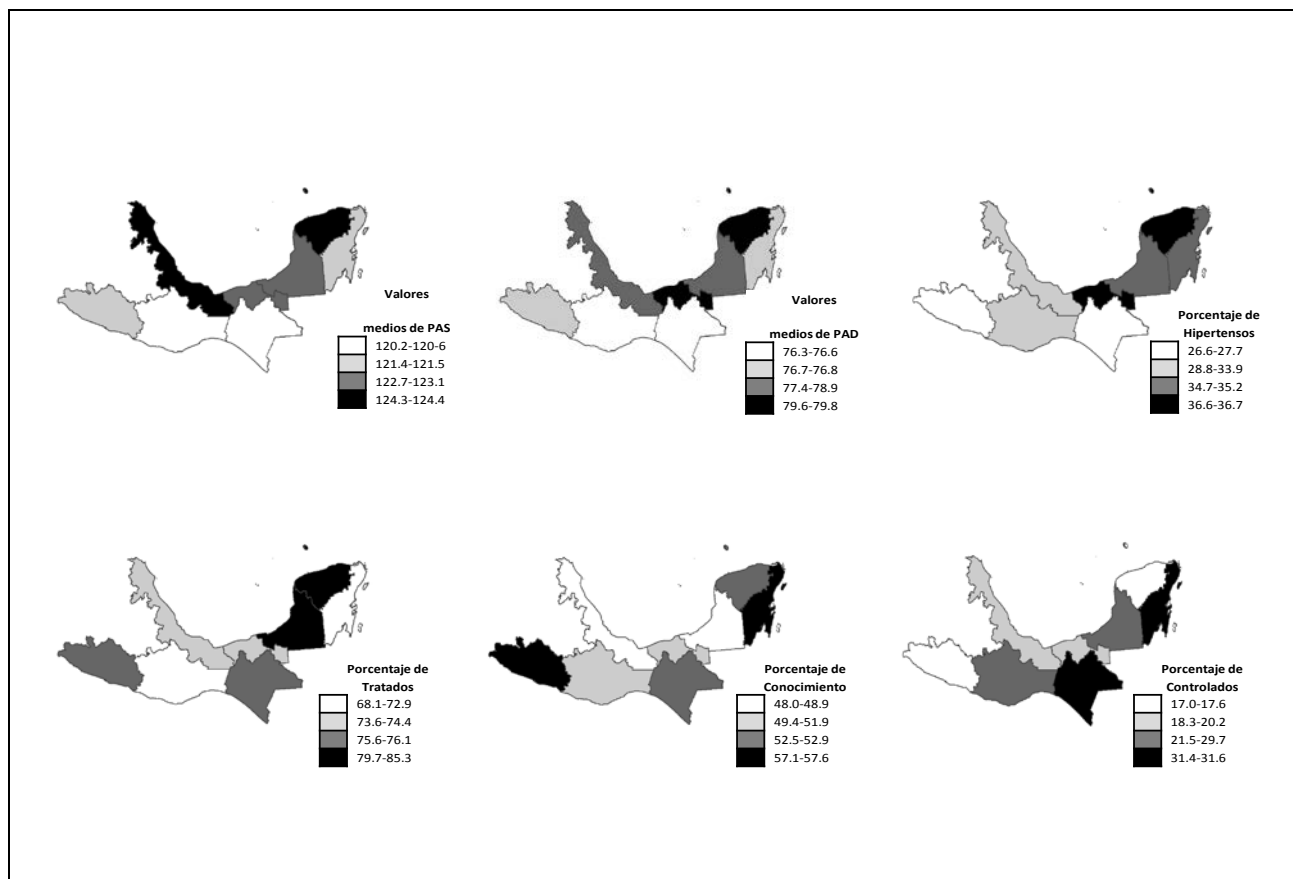 Valores
medios de PAS
120.2-120-6
121.4-121.5
122.7-123.1
124.3-124.4
Valores
medios de PAD
76.3-76.6
76.7-76.8
77.4-78.9
79.6-79.8
Porcentaje de
Hipertensos
26.6-27.7
28.8-33.9
34.7-35.2
36.6-36.7
Porcentaje de
Tratados
68.1-72.9
73.6-74.4
75.6-76.1
79.7-85.3
Porcentaje de
Conocimiento
48.0-48.9
49.4-51.9
52.5-52.9
57.1-57.6
Porcentaje de
Controlados
17.0-17.6
18.3-20.2
21.5-29.7
31.4-31.6